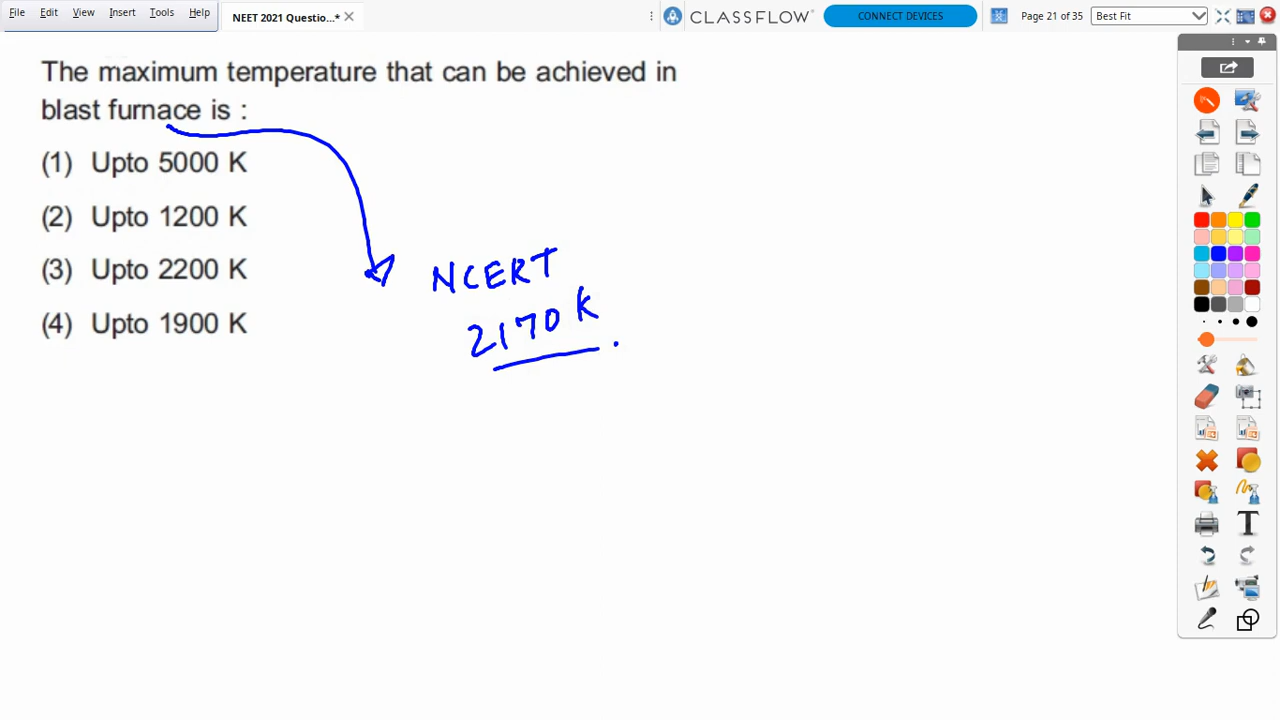 File Edit View Insert Tools Help NEET 2021 Questio...* CLASSFLOW CONNECT DEVICES Page 21 of 35 Best Fit
The maximum temperature that can be achieved in
blast furnace is :
(1) Upto 5000 K
(2) Upto 1200 K
(3) Upto 2200 K
(4) Upto 1900 K
NCERT
2170 K.